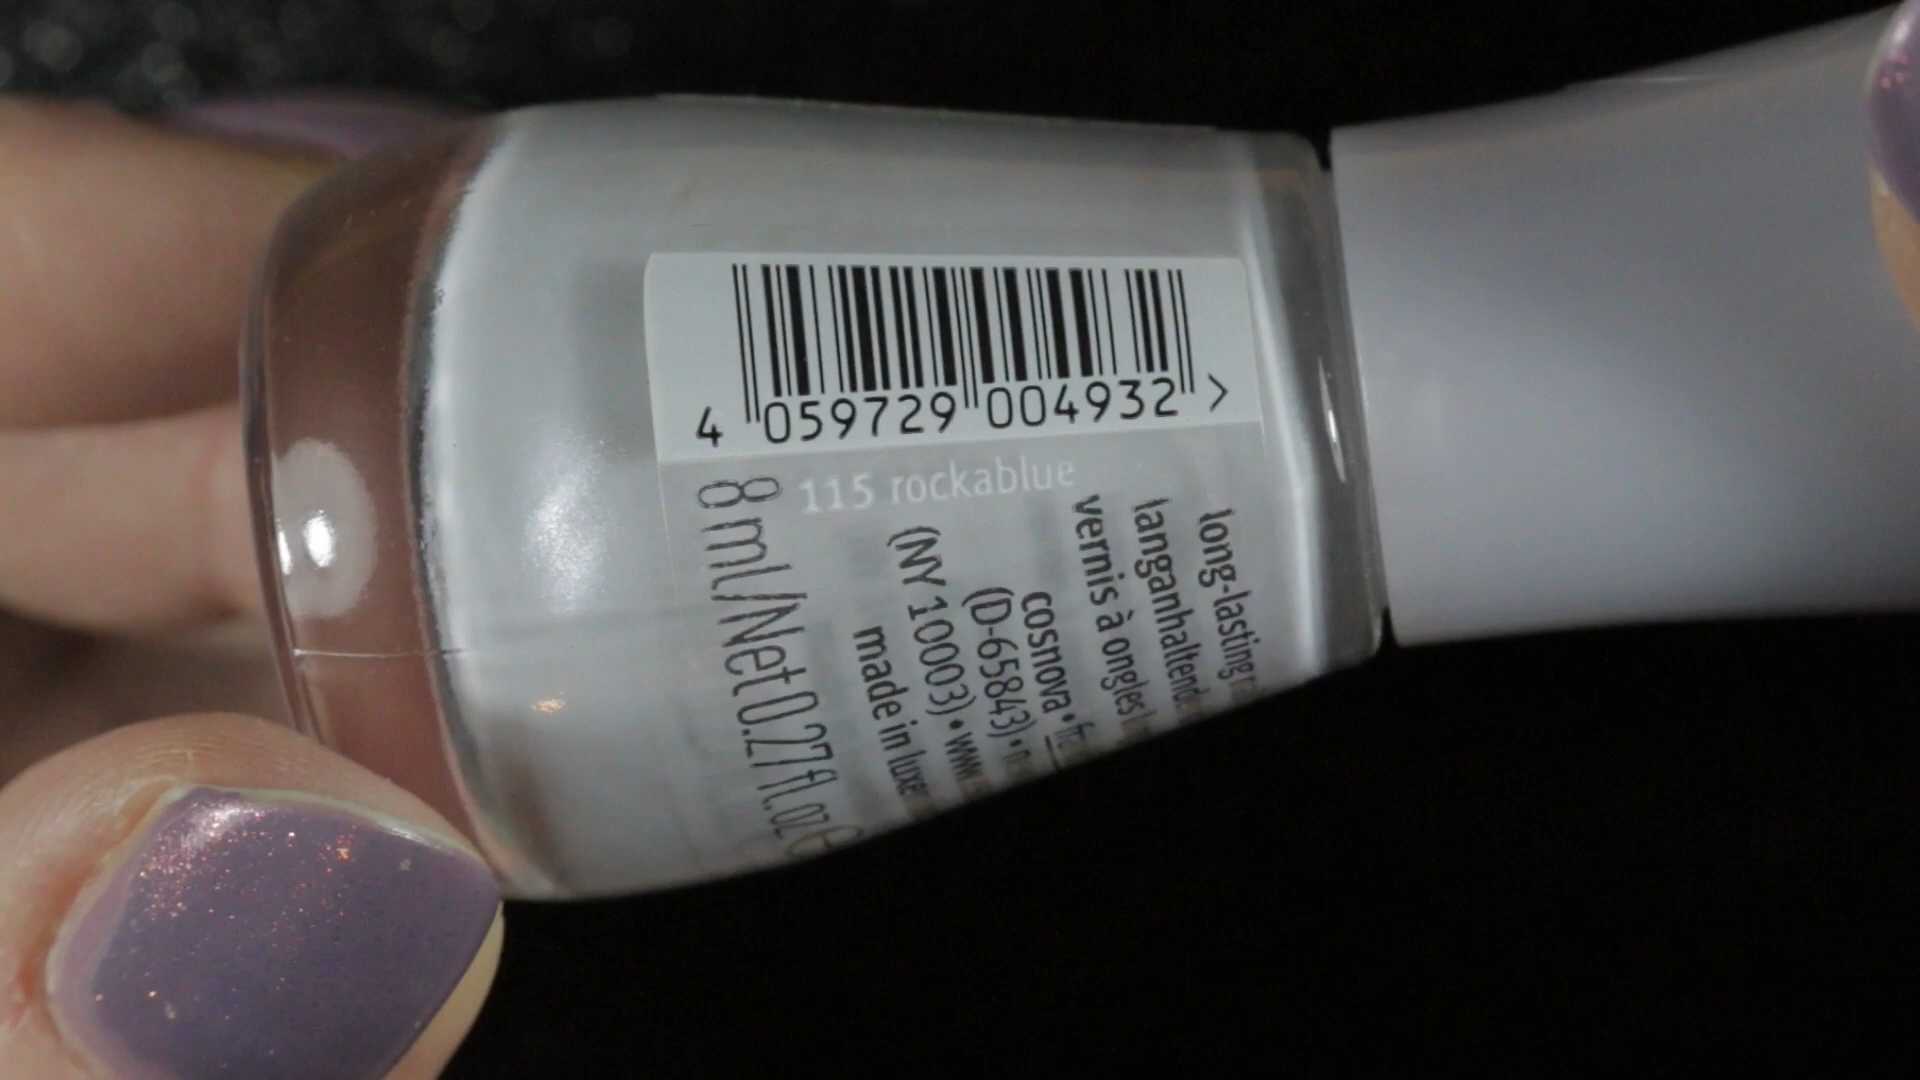 4 059729 004932 >
115 rockablue
long-lasting
langanhaltende
vernis à ongles
cosnova •
(D-65843) •
(NY 10003) •
made in
8 ml/Net 0.27 fl. oz